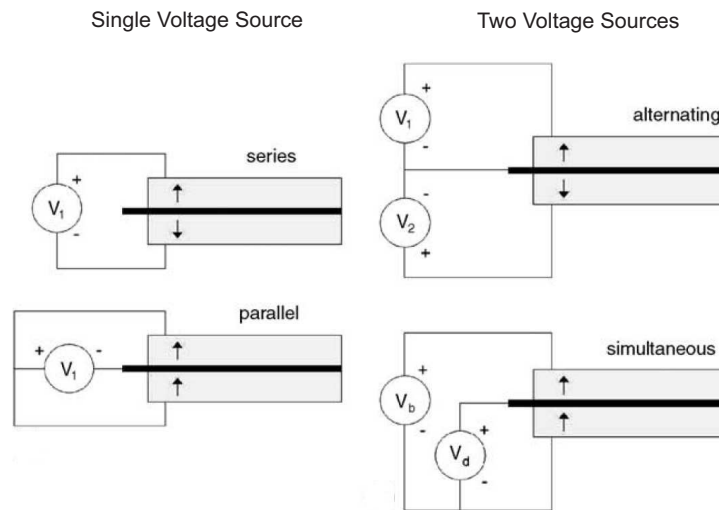 Single Voltage Source
Two Voltage Sources
series
+
V1
-
parallel
+
-
V1
alternating
+
V1
-
-
V2
+
simultaneous
+
Vb
-
+
Vd
-